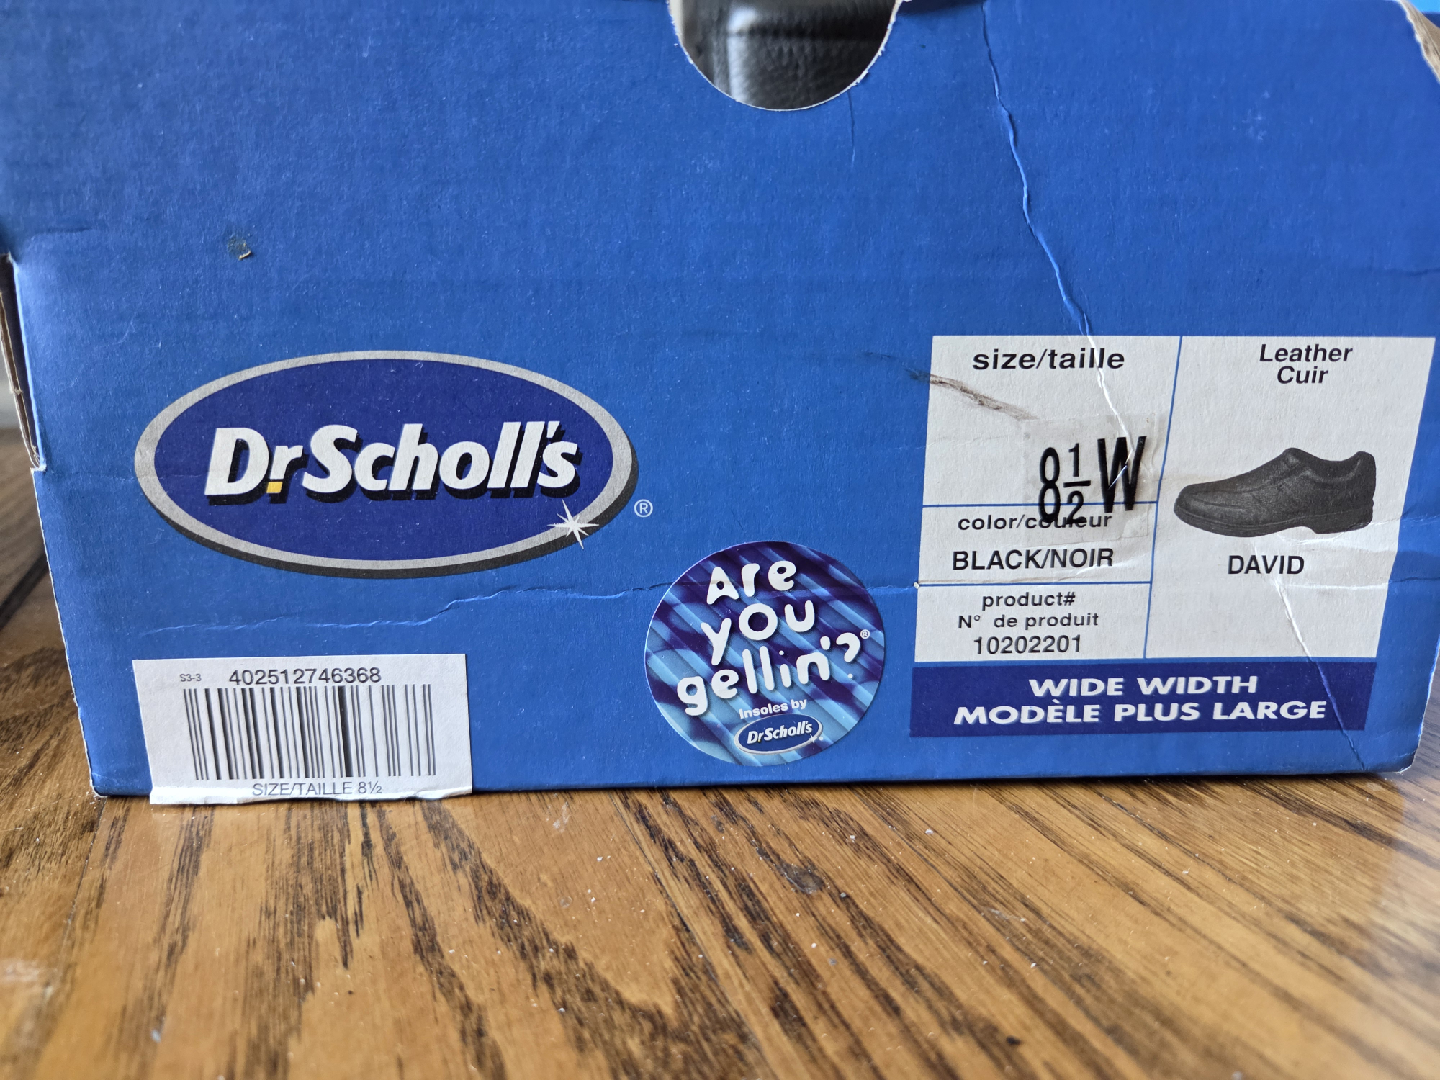 Dr Scholl's
®
S3-3 402512746368
SIZE/TAILLE 8½
Are
you
gellin'?®
Insoles by
Dr Scholl's
size/taille
8½ W
color/couleur
BLACK/NOIR
product#
N° de produit
10202201
Leather
Cuir
DAVID
WIDE WIDTH
MODÈLE PLUS LARGE